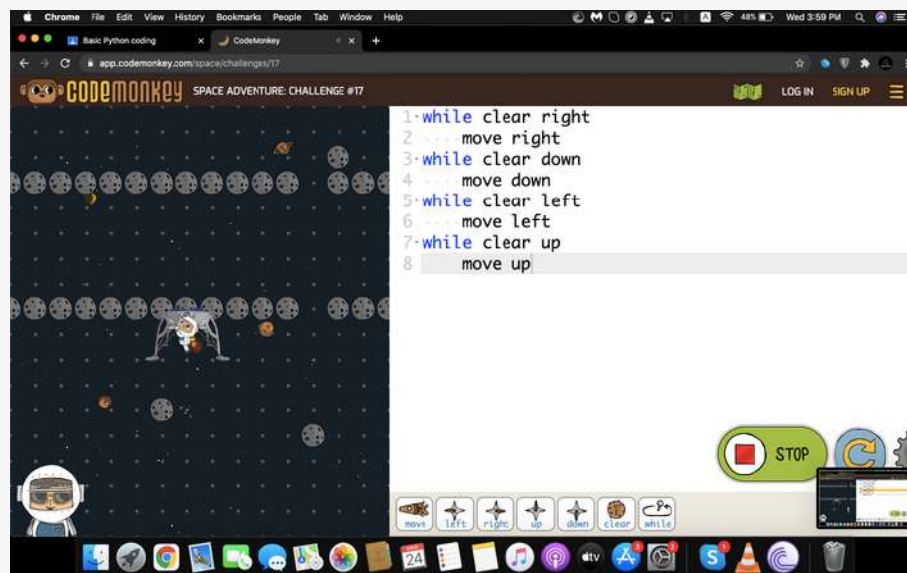 Chrome File Edit View History Bookmarks People Tab Window Help 48% Wed 3:59 PM
Basic Python coding CodeMonkey
app.codemonkey.com/space/challenges/17
CODEMONKEY SPACE ADVENTURE: CHALLENGE #17 LOG IN SIGN UP
1 while clear right
2 move right
3 while clear down
4 move down
5 while clear left
6 move left
7 while clear up
8 move up
STOP
move left right up down clear while
24 tv S